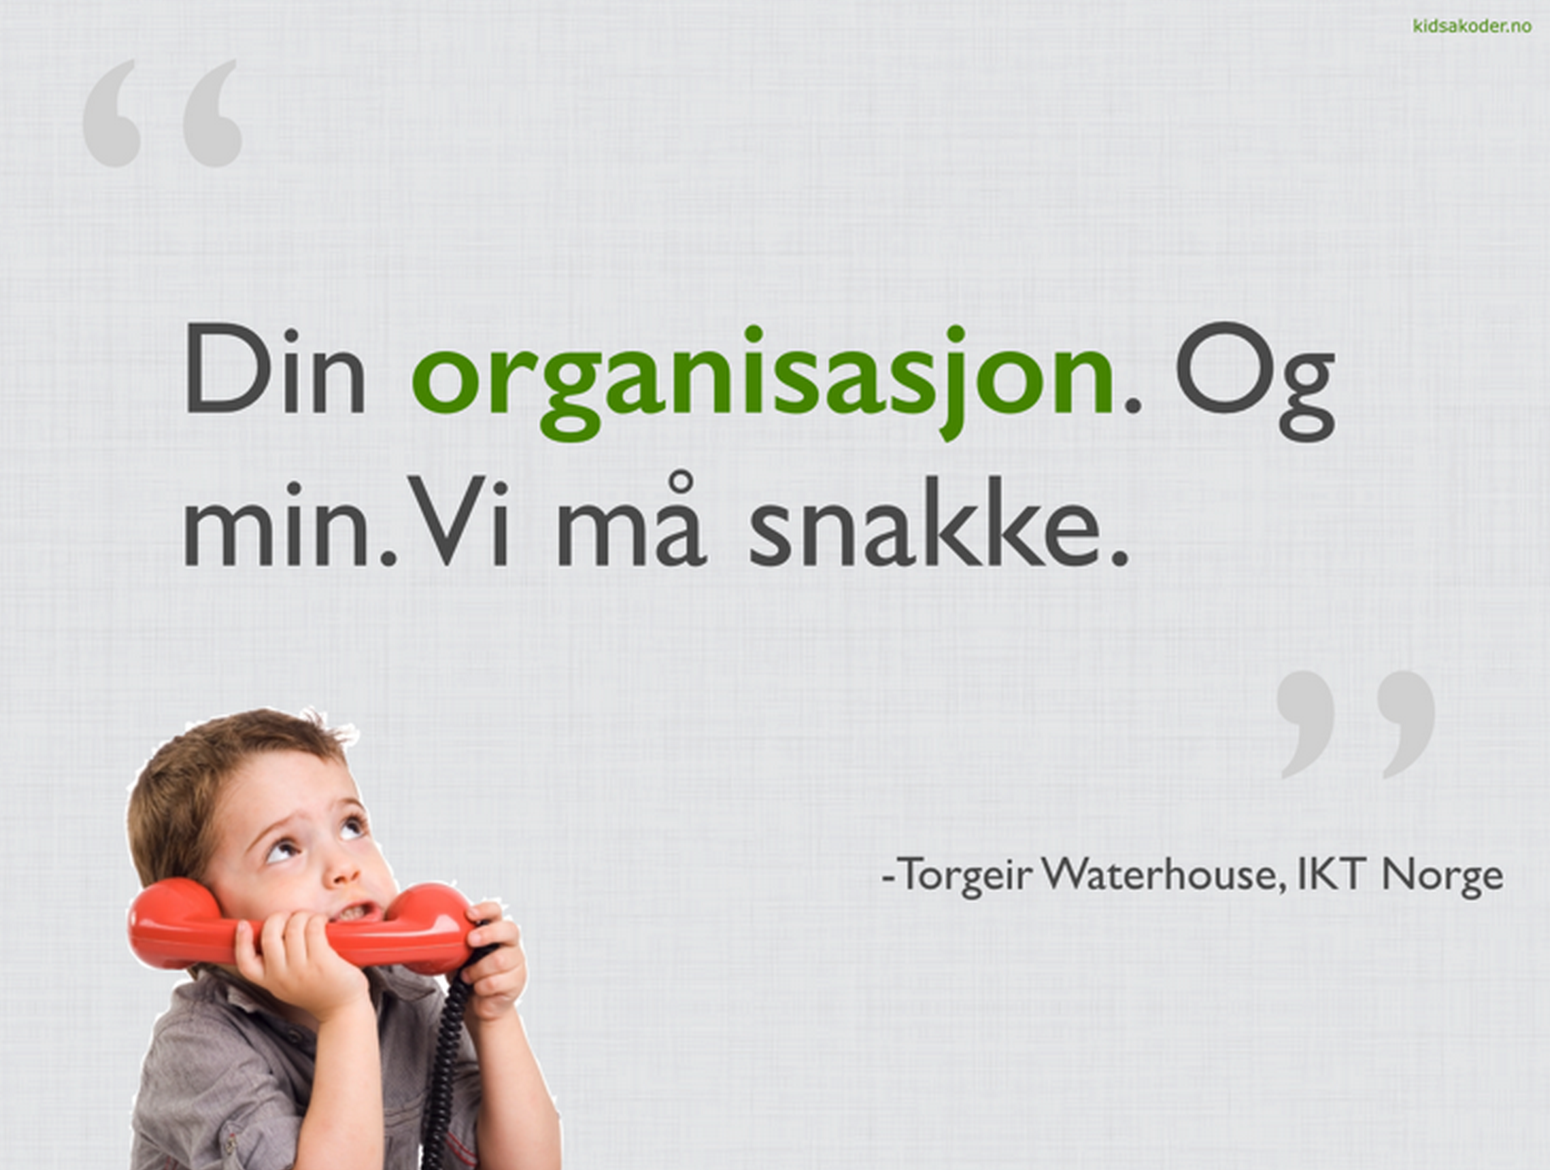 kidsakoder.no
“
Din organisasjon. Og
min. Vi må snakke.
”
-Torgeir Waterhouse, IKT Norge